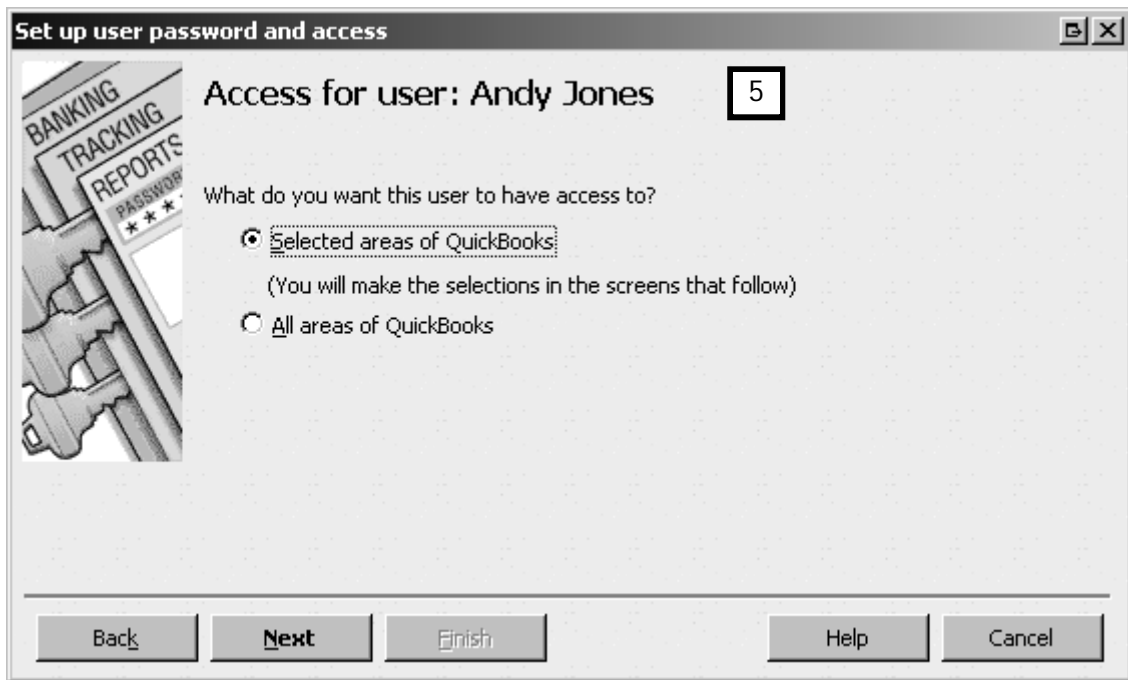 Set up user password and access
BANKING
TRACKING
REPORTS
PASSWOR
****
Access for user: Andy Jones
5
What do you want this user to have access to?
Selected areas of QuickBooks
(You will make the selections in the screens that follow)
All areas of QuickBooks
Back
Next
Finish
Help
Cancel